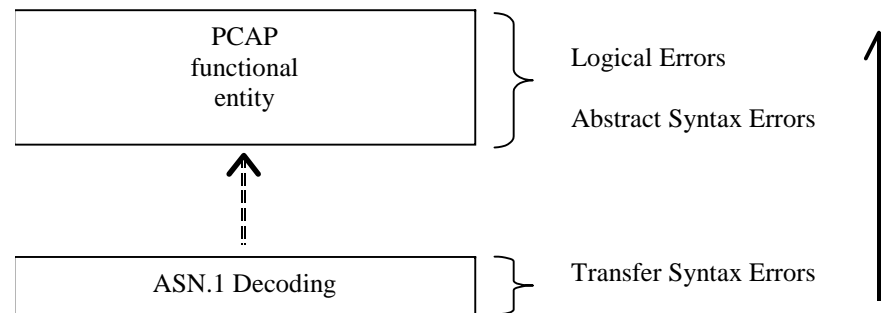 PCAP
functional
entity
Logical Errors
Abstract Syntax Errors
ASN.1 Decoding
Transfer Syntax Errors